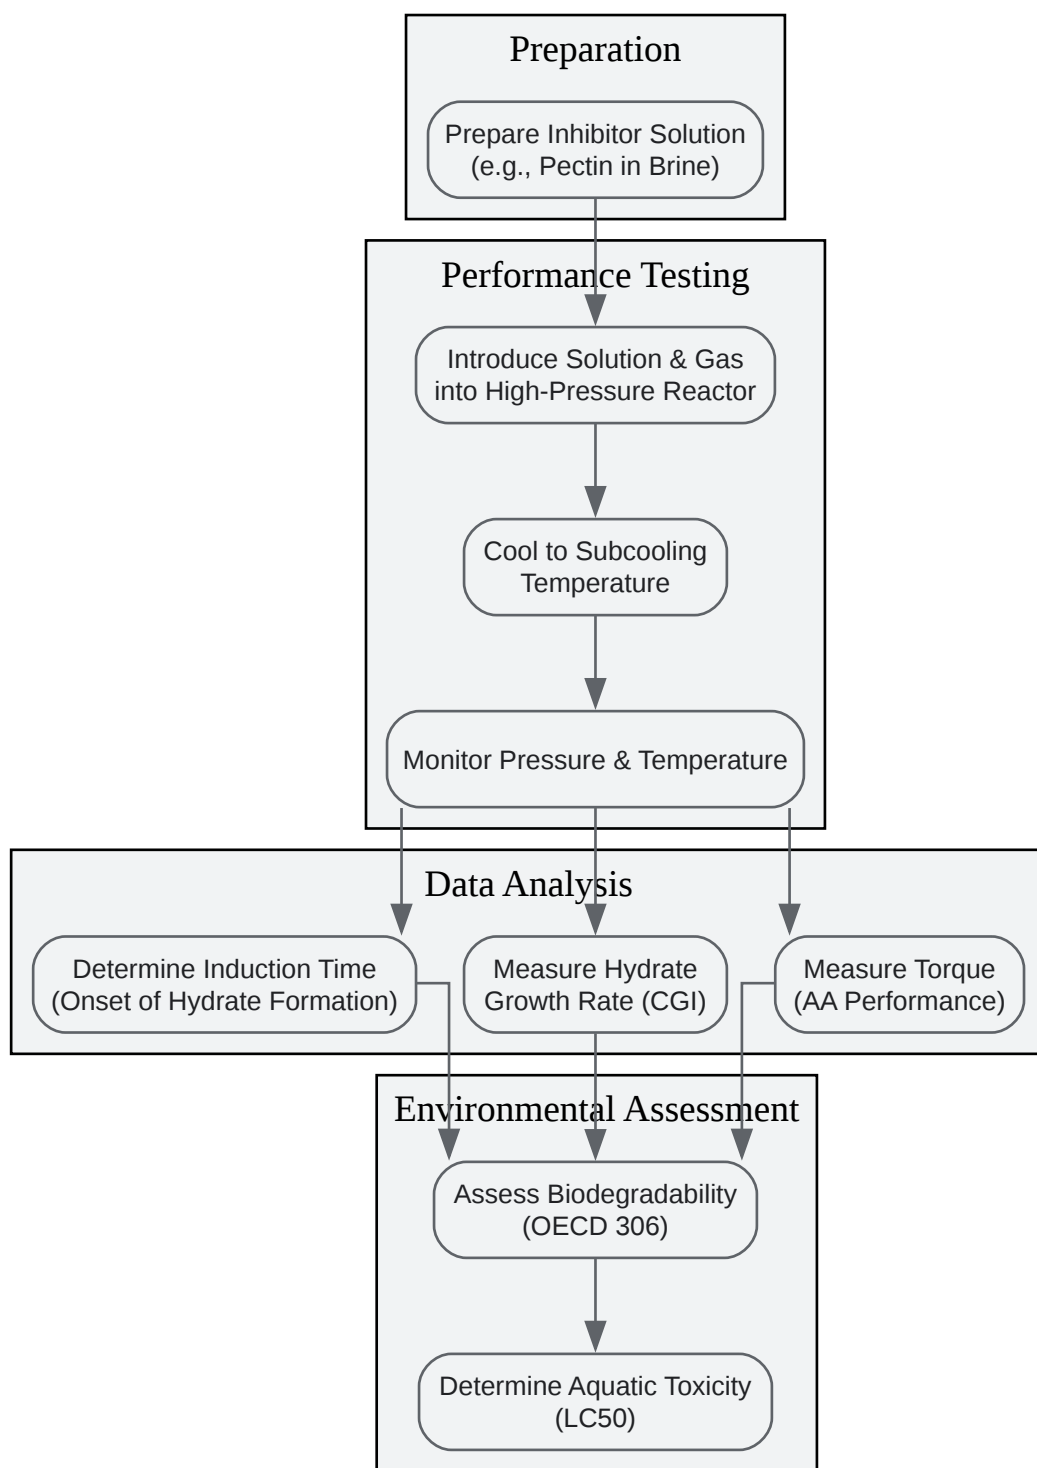 Preparation
Prepare Inhibitor Solution
(e.g., Pectin in Brine)
Performance Testing
Introduce Solution & Gas
into High-Pressure Reactor
Cool to Subcooling
Temperature
Monitor Pressure & Temperature
Data Analysis
Determine Induction Time
(Onset of Hydrate Formation)
Measure Hydrate
Growth Rate (CGI)
Measure Torque
(AA Performance)
Environmental Assessment
Assess Biodegradability
(OECD 306)
Determine Aquatic Toxicity
(LC50)